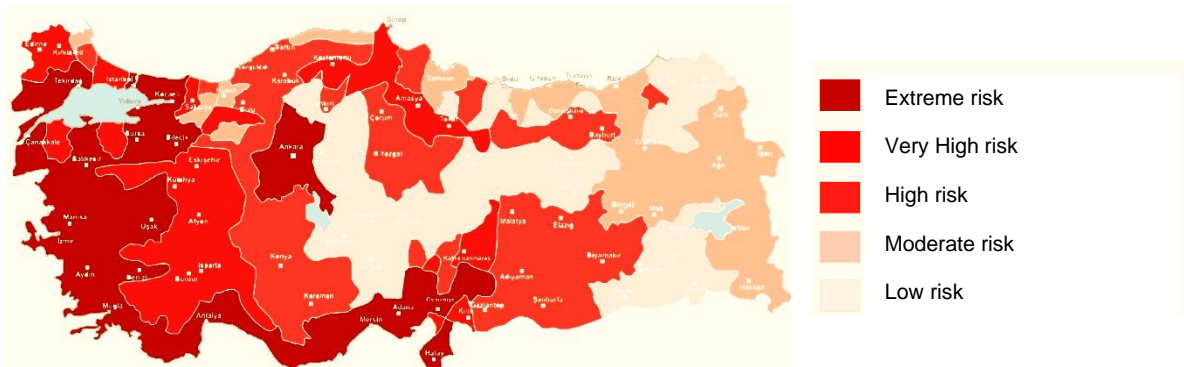 Sinop
Edirne
Kırklareli
Bartın
Kastamonu
Tekirdağ
İstanbul
Zonguldak
Karabük
Samsun
Ordu
Giresun
Trabzon
Rize
Yalova
Kocaeli
Sakarya
Bolu
Çankırı
Amasya
Tokat
Çorum
Kars
Çanakkale
Bursa
Bilecik
Bayburt
Ankara
Balıkesir
Eskişehir
Yozgat
Ağrı
Iğdır
Kütahya
Manisa
Uşak
Afyon
Bingöl
Muş
Malatya
Elazığ
Van
İzmir
Konya
Kahramanmaraş
Diyarbakır
Aydın
Denizli
Isparta
Burdur
Adıyaman
Hakkari
Karaman
Muğla
Antalya
Mersin
Adana
Osmaniye
Gaziantep
Kilis
Şanlıurfa
Hatay
Extreme risk
Very High risk
High risk
Moderate risk
Low risk